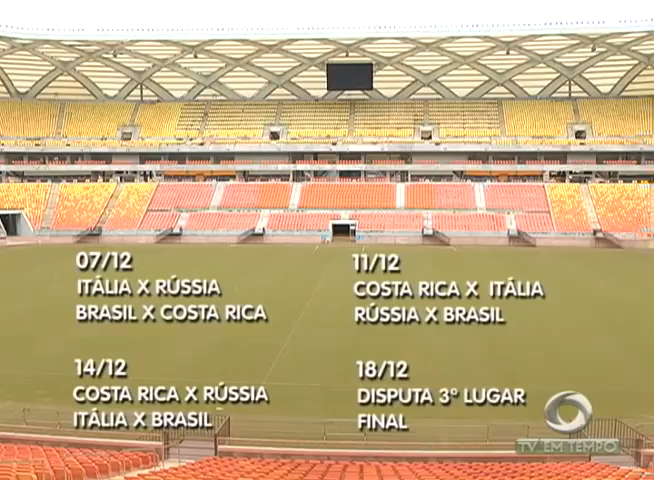 07/12
ITÁLIA X RÚSSIA
BRASIL X COSTA RICA
11/12
COSTA RICA X ITÁLIA
RÚSSIA X BRASIL
14/12
COSTA RICA X RÚSSIA
ITÁLIA X BRASIL
18/12
DISPUTA 3º LUGAR
FINAL
TV EM TEMPO